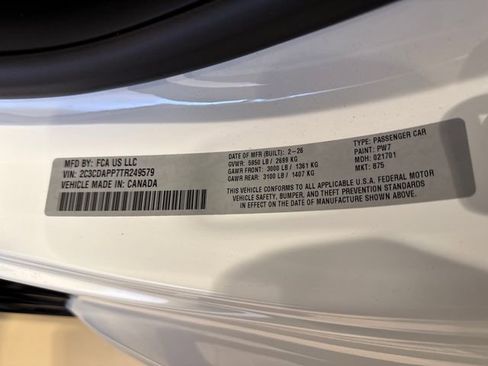 MFD BY: FCA US LLC
VIN: 2C3CDAPP7TR249579
VEHICLE MADE IN: CANADA
DATE OF MFR (BUILT): 2-26
GVWR: 5950 LB / 2699 KG
GAWR FRONT: 3000 LB / 1361 KG
GAWR REAR: 3100 LB / 1407 KG
TYPE: PASSENGER CAR
PAINT: PW7
MDH: 021701
MKT: 875
THIS VEHICLE CONFORMS TO ALL APPLICABLE U.S.A. FEDERAL MOTOR
VEHICLE SAFETY, BUMPER, AND THEFT PREVENTION STANDARDS
IN EFFECT ON THE DATE OF MANUFACTURE SHOWN ABOVE.